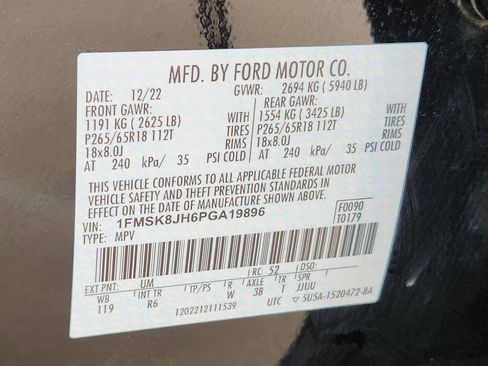 MFD. BY FORD MOTOR CO.
DATE: 12/22 GVWR: 2694 KG ( 5940 LB)
FRONT GAWR: REAR GAWR:
1191 KG ( 2625 LB) WITH 1554 KG ( 3425 LB) WITH
P265/65R18 112T TIRES P265/65R18 112T TIRES
18x8.0J RIMS 18x8.0J RIMS
AT 240 kPa/ 35 PSI COLD AT 240 kPa/ 35 PSI COLD
THIS VEHICLE CONFORMS TO ALL APPLICABLE FEDERAL MOTOR
VEHICLE SAFETY AND THEFT PREVENTION STANDARDS IN
EFFECT ON THE DATE OF MANUFACTURE SHOWN ABOVE.
VIN: 1FMSK8JH6PGA19896 F0090
TYPE: MPV T0179
EXT PNT: UM RC: 52
WB INT TR TP/PS R AXLE TR SPR
119 R6 W 3B T JJUU
1202212111539 UTC 5U5A-1520472-BA